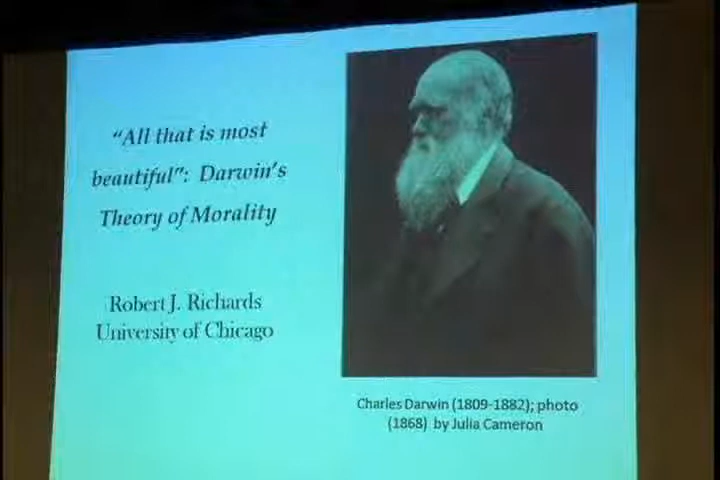 “All that is most
beautiful”: Darwin’s
Theory of Morality
Robert J. Richards
University of Chicago
Charles Darwin (1809-1882); photo
(1868) by Julia Cameron